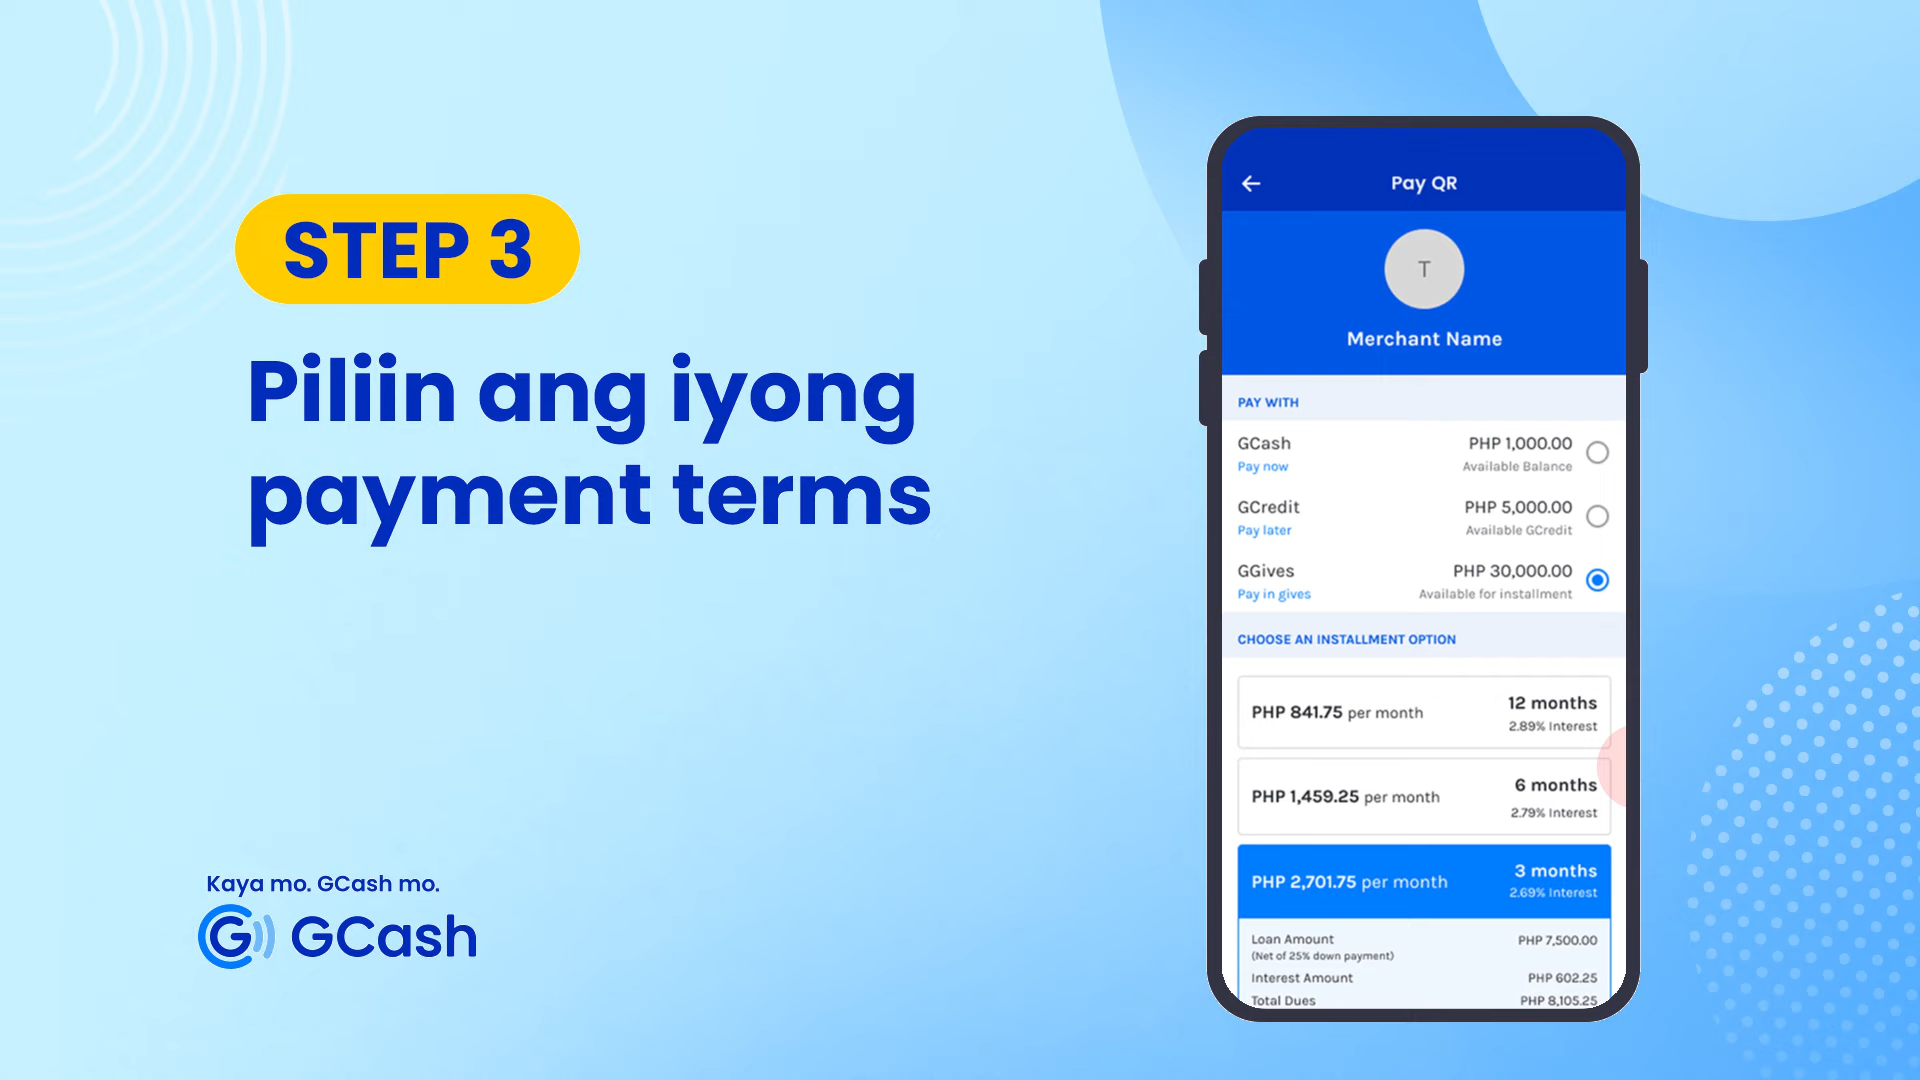 STEP 3
Piliin ang iyong
payment terms
Kaya mo. GCash mo.
G GCash
Pay QR
T
Merchant Name
PAY WITH
GCash PHP 1,000.00
Pay now Available Balance
GCredit PHP 5,000.00
Pay later Available GCredit
GGives PHP 30,000.00
Pay in gives Available for installment
CHOOSE AN INSTALLMENT OPTION
PHP 841.75 per month 12 months
2.89% Interest
PHP 1,459.25 per month 6 months
2.79% Interest
PHP 2,701.75 per month 3 months
2.69% Interest
Loan Amount PHP 7,500.00
(Net of 25% down payment)
Interest Amount PHP 602.25
Total Dues PHP 8,105.25